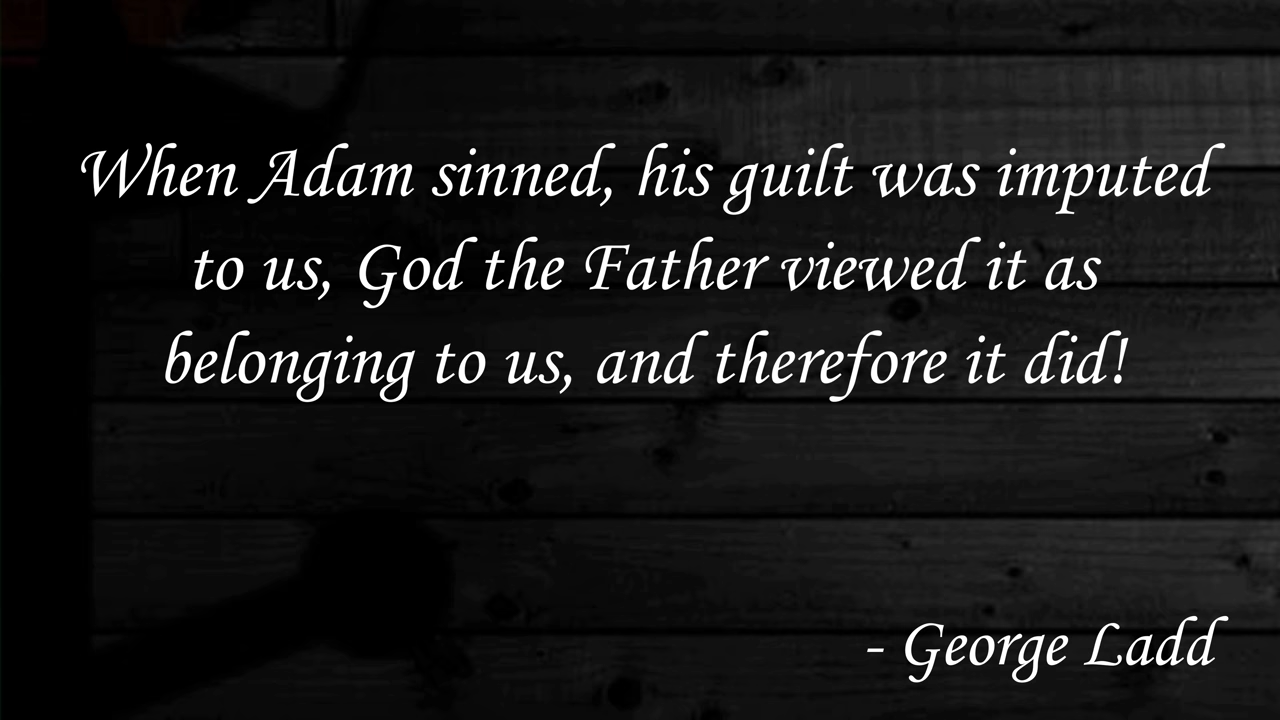 When Adam sinned, his guilt was imputed
to us, God the Father viewed it as
belonging to us, and therefore it did!
- George Ladd